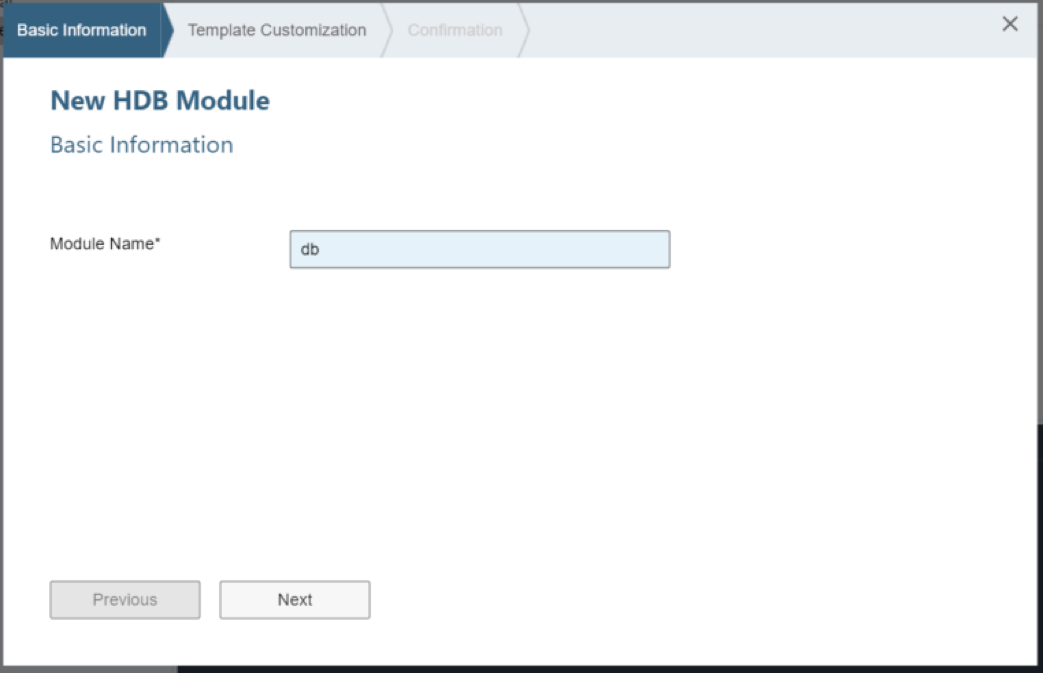 Basic Information
Template Customization
Confirmation
New HDB Module
Basic Information
Module Name*
db
Previous
Next